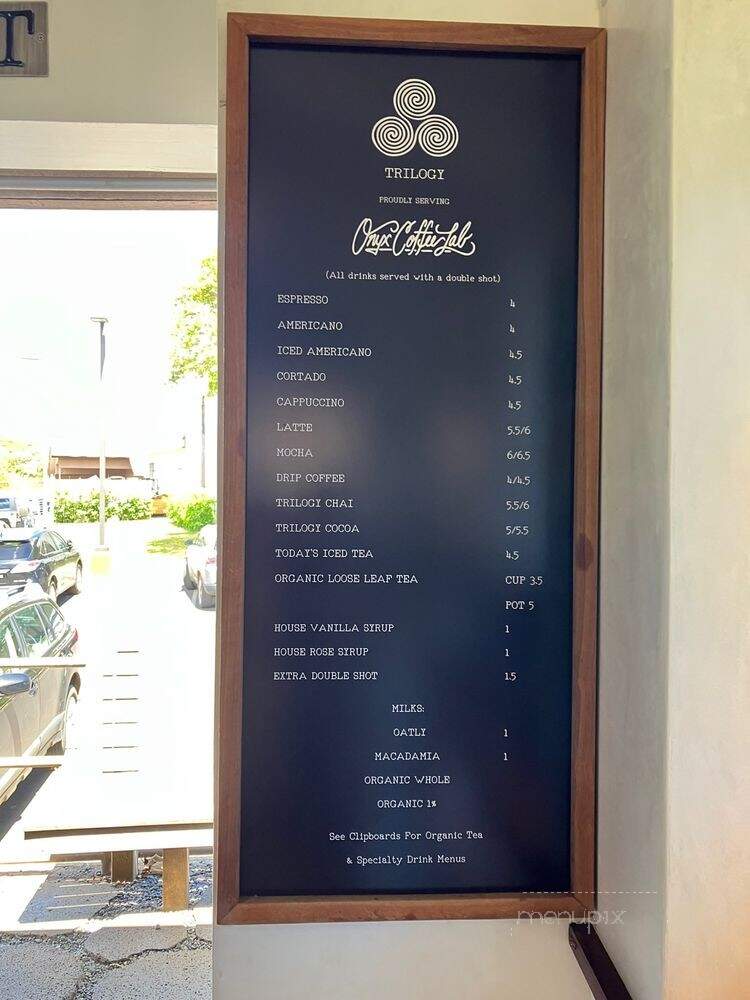 T
TRILOGY
PROUDLY SERVING
Onyx Coffee Lab
(All drinks served with a double shot)
ESPRESSO 4
AMERICANO 4
ICED AMERICANO 4.5
CORTADO 4.5
CAPPUCCINO 4.5
LATTE 5.5/6
MOCHA 6/6.5
DRIP COFFEE 4/4.5
TRILOGY CHAI 5.5/6
TRILOGY COCOA 5/5.5
TODAY'S ICED TEA 4.5
ORGANIC LOOSE LEAF TEA CUP 3.5
POT 5
HOUSE VANILLA SYRUP 1
HOUSE ROSE SYRUP 1
EXTRA DOUBLE SHOT 1.5
MILKS:
OATLY 1
MACADAMIA 1
ORGANIC WHOLE
ORGANIC 1%
See Clipboards For Organic Tea
& Specialty Drink Menus
menupix